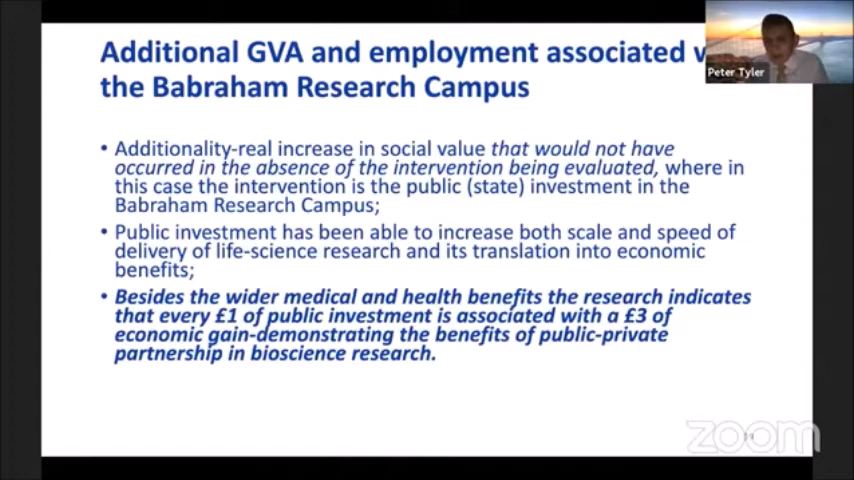 Additional GVA and employment associated
the Babraham Research Campus
Peter Tyler
• Additionality-real increase in social value that would not have
occurred in the absence of the intervention being evaluated, where in
this case the intervention is the public (state) investment in the
Babraham Research Campus;
• Public investment has been able to increase both scale and speed of
delivery of life-science research and its translation into economic
benefits;
• Besides the wider medical and health benefits the research indicates
that every £1 of public investment is associated with a £3 of
economic gain-demonstrating the benefits of public-private
partnership in bioscience research.
zoom